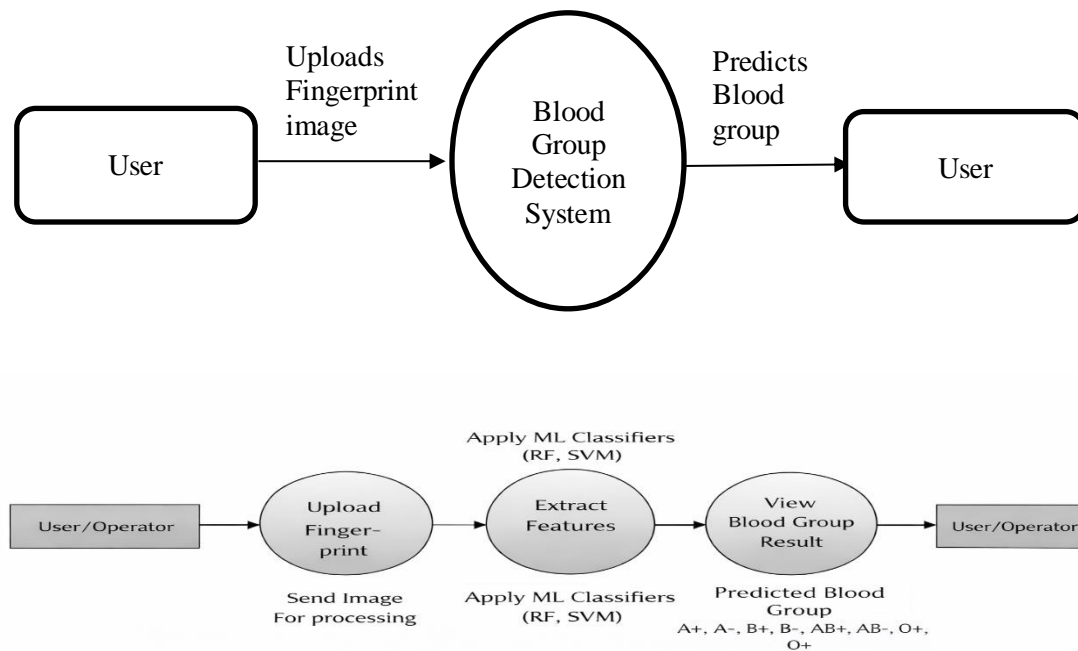 User
Uploads
Fingerprint
image
Blood
Group
Detection
System
Predicts
Blood
group
User
User/Operator
Upload
Finger-
print
Send Image
For processing
Apply ML Classifiers
(RF, SVM)
Extract
Features
Apply ML Classifiers
(RF, SVM)
View
Blood Group
Result
Predicted Blood
Group
A+, A-, B+, B-, AB+, AB-, O+,
O+
User/Operator